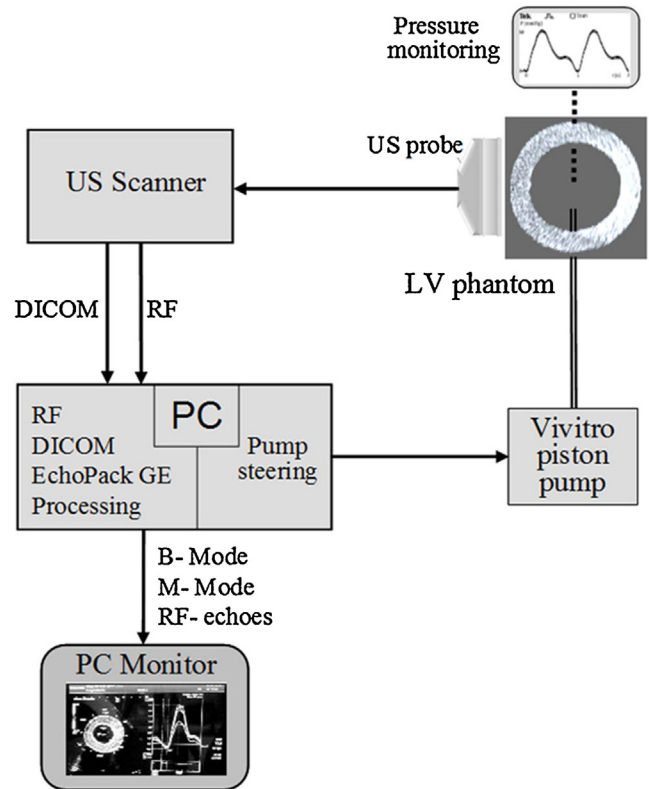 Pressure
monitoring
Tek
US probe
US Scanner
LV phantom
DICOM
RF
RF
DICOM
EchoPack GE
Processing
PC
Pump
steering
Vivitro
piston
pump
B- Mode
M- Mode
RF- echoes
PC Monitor